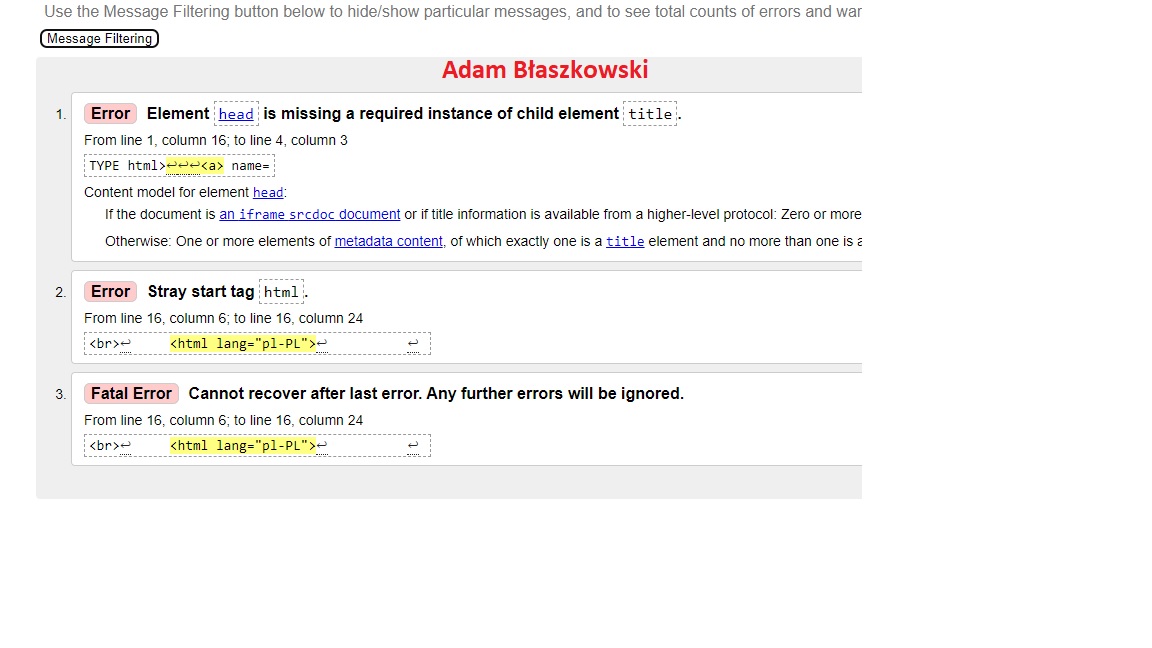 Use the Message Filtering button below to hide/show particular messages, and to see total counts of errors and war
Message Filtering
Adam Błaszkowski
1. Error Element head is missing a required instance of child element title.
From line 1, column 16; to line 4, column 3
TYPE html>↩↩↩<a> name=
Content model for element head:
If the document is an iframe srcdoc document or if title information is available from a higher-level protocol: Zero or more
Otherwise: One or more elements of metadata content, of which exactly one is a title element and no more than one is a
2. Error Stray start tag html.
From line 16, column 6; to line 16, column 24
<br>↩ <html lang="pl-PL">↩ ↩
3. Fatal Error Cannot recover after last error. Any further errors will be ignored.
From line 16, column 6; to line 16, column 24
<br>↩ <html lang="pl-PL">↩ ↩